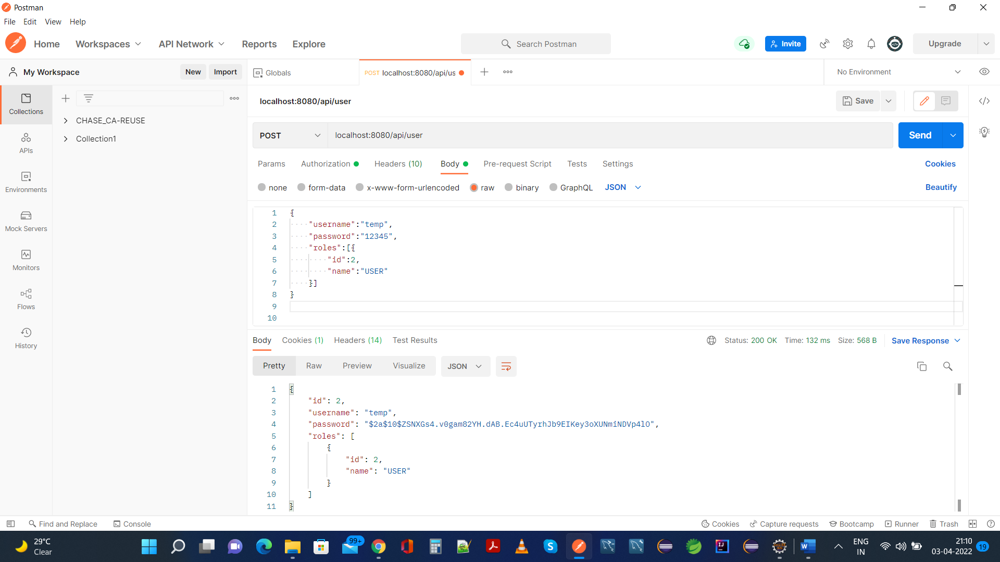 Postman
File Edit View Help
Home Workspaces API Network Reports Explore Search Postman Invite Upgrade
My Workspace New Import Globals POST localhost:8080/api/us No Environment
localhost:8080/api/user Save
Collections
CHASE_CA-REUSE
Collection1
APIs
Environments
Mock Servers
Monitors
Flows
History
POST localhost:8080/api/user Send
Params Authorization Headers (10) Body Pre-request Script Tests Settings Cookies
none form-data x-www-form-urlencoded raw binary GraphQL JSON Beautify
1 {
2 "username":"temp",
3 "password":"12345",
4 "roles":[{
5 "id":2,
6 "name":"USER"
7 }]
8 }
9
10
Body Cookies (1) Headers (14) Test Results Status: 200 OK Time: 132 ms Size: 568 B Save Response
Pretty Raw Preview Visualize JSON
1 {
2 "id": 2,
3 "username": "temp",
4 "password": "$2a$10$ZSNXGs4.v0gam82YH.dAB.Ec4uUTyrhJb9EIKey3oXUNmiNDVp4lO",
5 "roles": [
6 {
7 "id": 2,
8 "name": "USER"
9 }
10 ]
11 }
Find and Replace Console Cookies Capture requests Bootcamp Runner Trash
29°C
Clear
99+
ENG
IN
21:10
03-04-2022
19